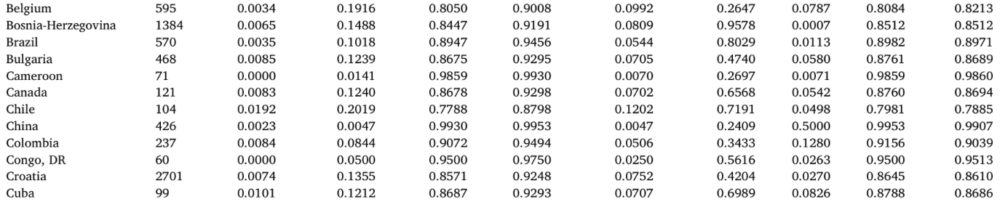 Belgium 595 0.0034 0.1916 0.8050 0.9008 0.0992 0.2647 0.0787 0.8084 0.8213
Bosnia-Herzegovina 1384 0.0065 0.1488 0.8447 0.9191 0.0809 0.9578 0.0007 0.8512 0.8512
Brazil 570 0.0035 0.1018 0.8947 0.9456 0.0544 0.8029 0.0113 0.8982 0.8971
Bulgaria 468 0.0085 0.1239 0.8675 0.9295 0.0705 0.4740 0.0580 0.8761 0.8689
Cameroon 71 0.0000 0.0141 0.9859 0.9930 0.0070 0.2697 0.0071 0.9859 0.9860
Canada 121 0.0083 0.1240 0.8678 0.9298 0.0702 0.6568 0.0542 0.8760 0.8694
Chile 104 0.0192 0.2019 0.7788 0.8798 0.1202 0.7191 0.0498 0.7981 0.7885
China 426 0.0023 0.0047 0.9930 0.9953 0.0047 0.2409 0.5000 0.9953 0.9907
Colombia 237 0.0084 0.0844 0.9072 0.9494 0.0506 0.3433 0.1280 0.9156 0.9039
Congo, DR 60 0.0000 0.0500 0.9500 0.9750 0.0250 0.5616 0.0263 0.9500 0.9513
Croatia 2701 0.0074 0.1355 0.8571 0.9248 0.0752 0.4204 0.0270 0.8645 0.8610
Cuba 99 0.0101 0.1212 0.8687 0.9293 0.0707 0.6989 0.0826 0.8788 0.8686